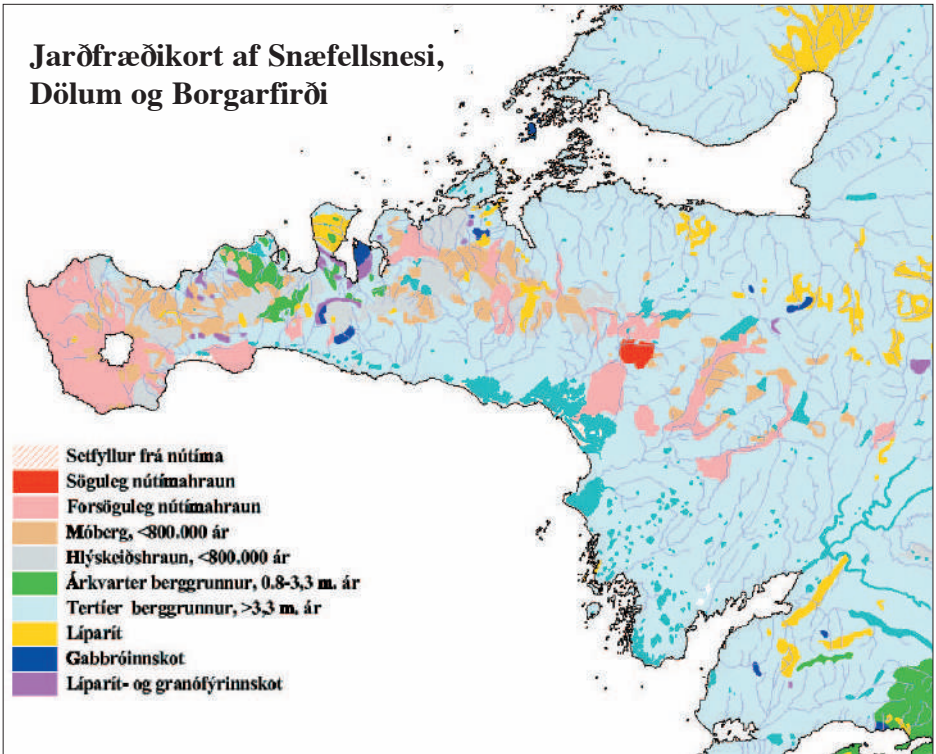 Jarðfræðikort af Snæfellsnesi,
Dölum og Borgarfirði
Setfyllur frá nútíma
Söguleg nútímahraun
Forsöguleg nútímahraun
Móberg, <800.000 ár
Hlýskeiðshraun, <800.000 ár
Árkvarter berggrunnur, 0.8-3,3 m. ár
Tertíer berggrunnur, >3,3 m. ár
Líparít
Gabbróinnskot
Líparít- og granófýrinnskot